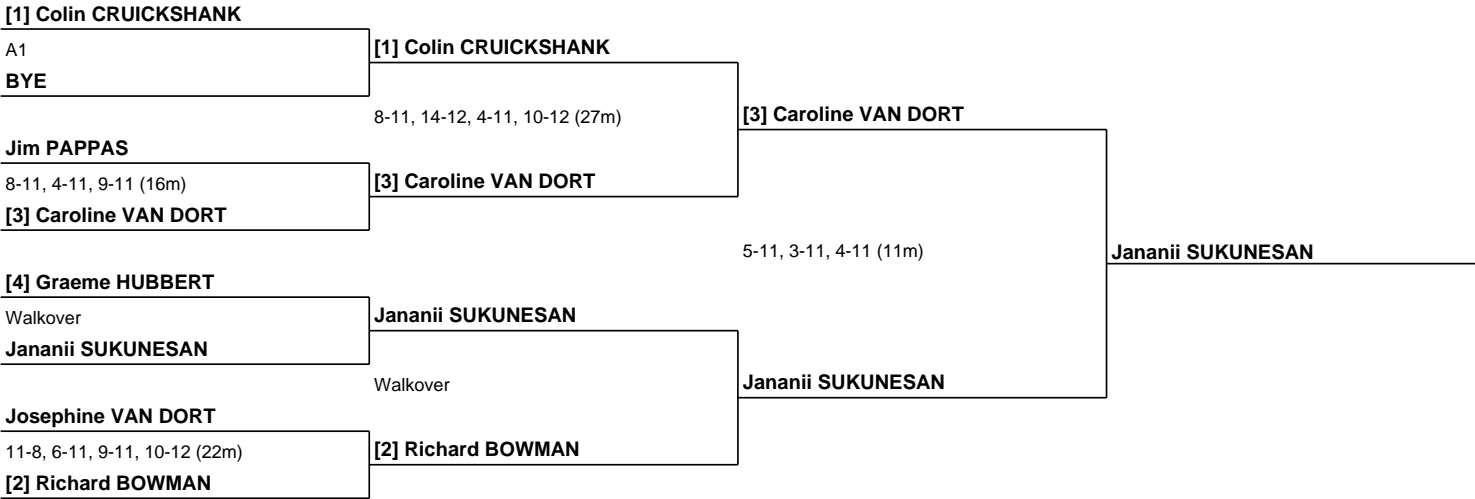 [1] Colin CRUICKSHANK
A1
BYE
Jim PAPPAS
8-11, 4-11, 9-11 (16m)
[3] Caroline VAN DORT
[4] Graeme HUBBERT
Walkover
Jananii SUKUNESAN
Josephine VAN DORT
11-8, 6-11, 9-11, 10-12 (22m)
[2] Richard BOWMAN
[1] Colin CRUICKSHANK
8-11, 14-12, 4-11, 10-12 (27m)
[3] Caroline VAN DORT
Jananii SUKUNESAN
Walkover
[2] Richard BOWMAN
[3] Caroline VAN DORT
5-11, 3-11, 4-11 (11m)
Jananii SUKUNESAN
Jananii SUKUNESAN